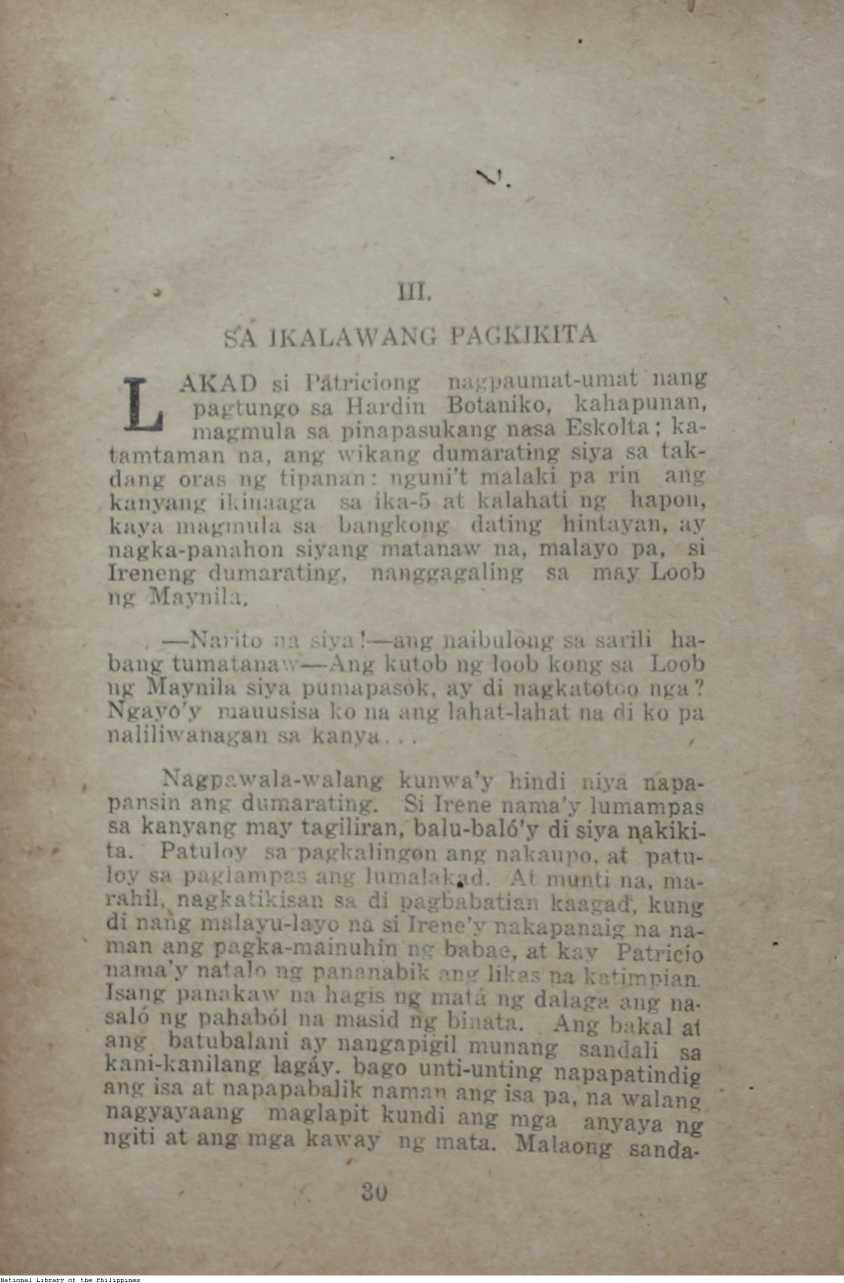 III.
SA IKALAWANG PAGKIKITA
LAKAD si Patriciong nagpaumat-umat nang
pagtungo sa Hardin Botaniko, kahapunan,
magmula sa pinapasukang nasa Eskolta; ka-
tamtaman na, ang wikang dumarating siya sa tak-
dang oras ng tipanan: nguni't malaki pa rin ang
kanyang ikinaaga sa ika-5 at kalahati ng hapon,
kaya magmula sa bangkong dating hintayan, ay
nagka-panahon siyang matanaw na, malayo pa, si
Ireneng dumarating, nanggagaling sa may Loob
ng Maynila.
—Narito na siya!—ang naibulong sa sarili ha-
bang tumatanaw—Ang kutob ng loob kong sa Loob
ng Maynila siya pumapasok, ay di nagkatotoo nga?
Ngayo'y mauusisa ko na ang lahat-lahat na di ko pa
naliliwanagan sa kanya...
Nagpawala-walang kunwa'y hindi niya napa-
pansin ang dumarating. Si Irene nama'y lumampas
sa kanyang may tagiliran, balu-baló'y di siya nakiki-
ta. Patuloy sa pagkalingon ang nakaupo, at patu-
loy sa paglampas ang lumalakad. At munti na, ma-
rahil, nagkatikisan sa di pagbabatian kaagad, kung
di nang malayu-layo na si Irene'y nakapanaig na na-
man ang pagka-mainuhin ng babae, at kay Patricio
nama'y natalo ng pananabik ang likas na katimpian.
Isang panakaw na hagis ng matá ng dalaga ang na-
saló ng pahaból na masid ng binata. Ang bakal at
ang batubalani ay nangapigil munang sandali sa
kani-kanilang lagáy. bago unti-unting napapatindig
ang isa at napapabalik naman ang isa pa, na walang
nagyayaang maglapit kundi ang mga anyaya ng
ngiti at ang mga kaway ng mata. Malaong sanda-
30
National Library of the Philippines